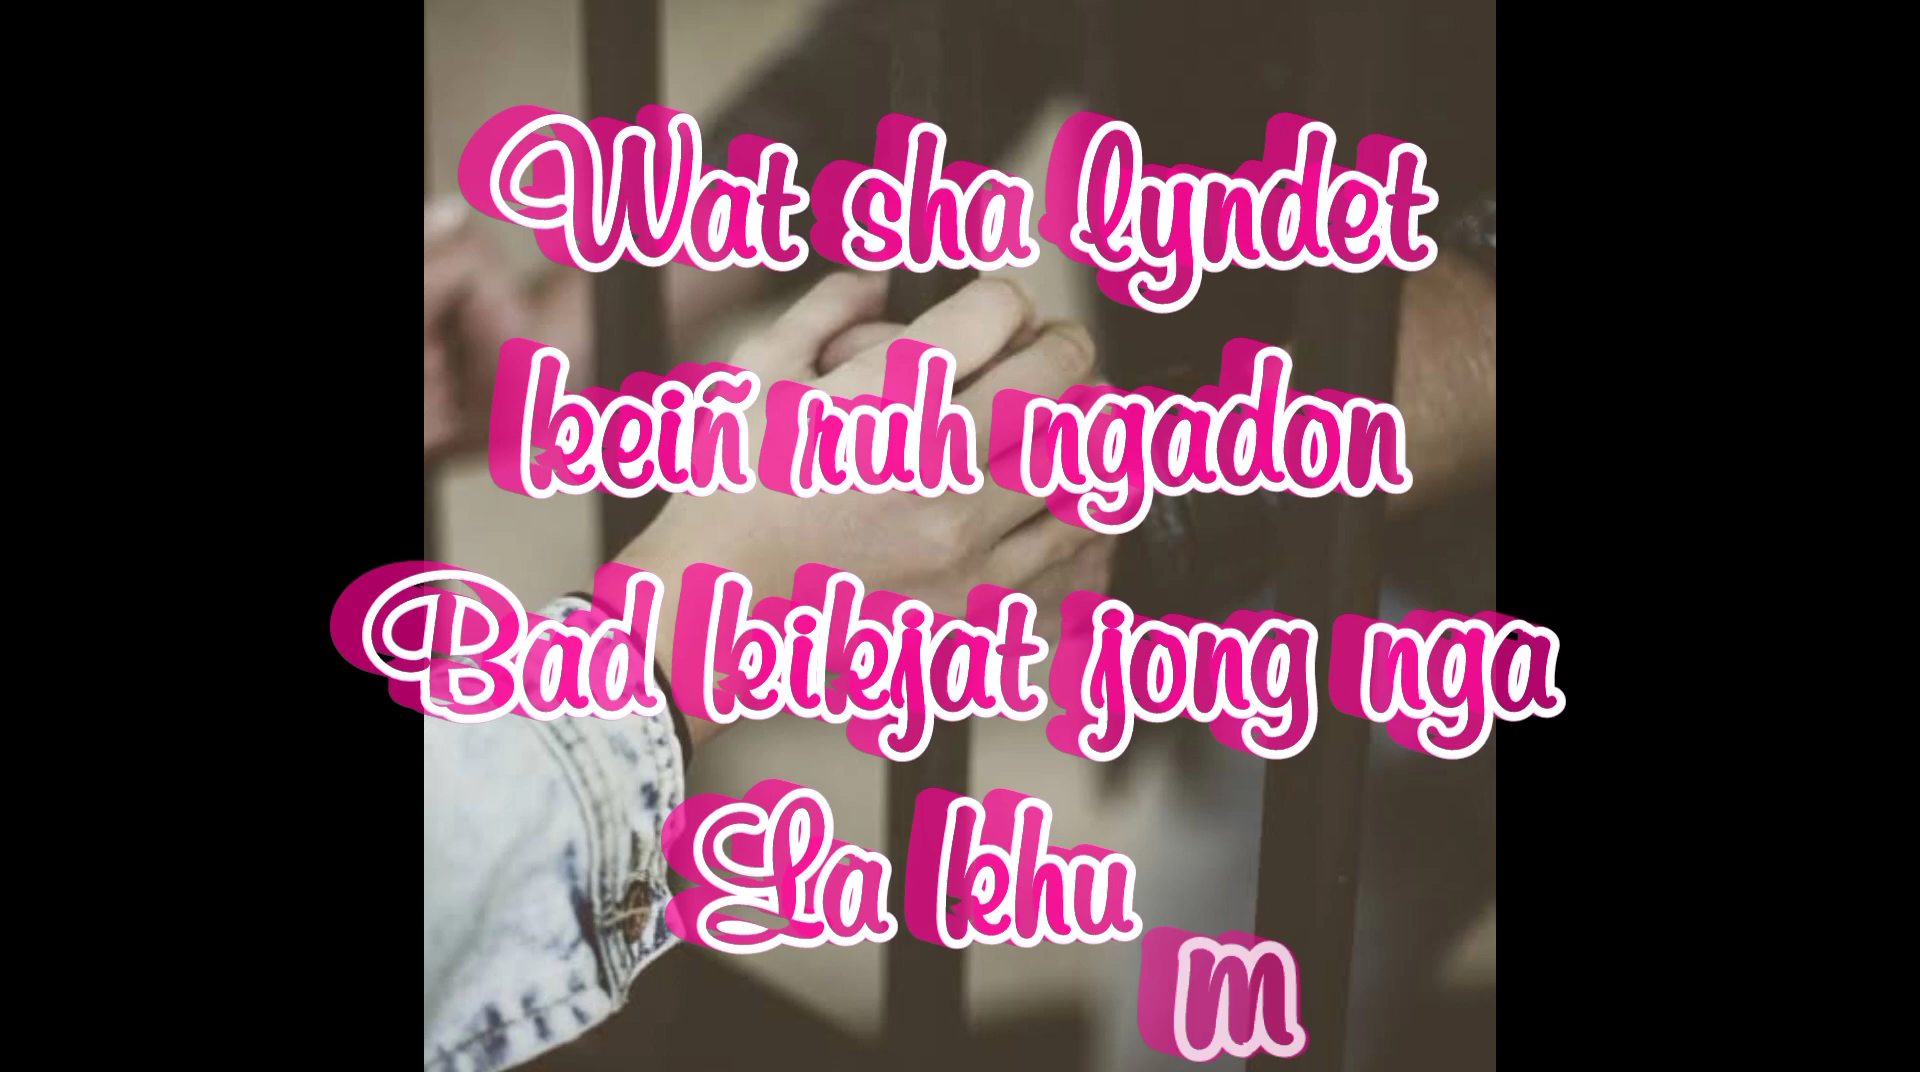 Wat sha lyndet
keiñ ruh ngadon
Bad kikjat jong nga
La khu
m